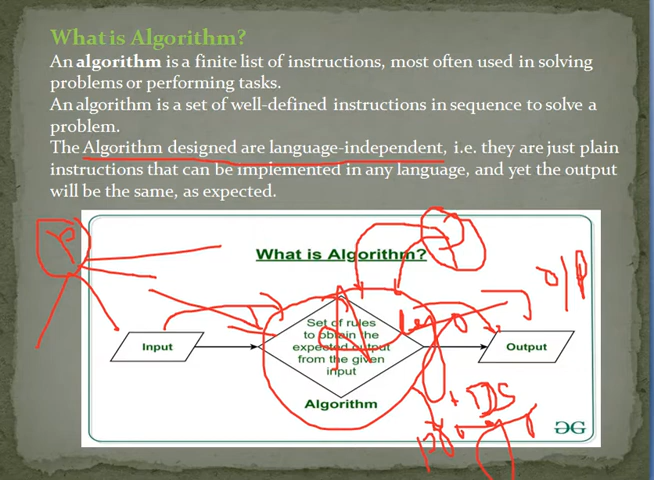 What is Algorithm?
An algorithm is a finite list of instructions, most often used in solving
problems or performing tasks.
An algorithm is a set of well-defined instructions in sequence to solve a
problem.
The Algorithm designed are language-independent, i.e. they are just plain
instructions that can be implemented in any language, and yet the output
will be the same, as expected.
What is Algorithm?
O/P
Input
Set of rules
to obtain the
expected output
from the given
input
Output
Algorithm
DS